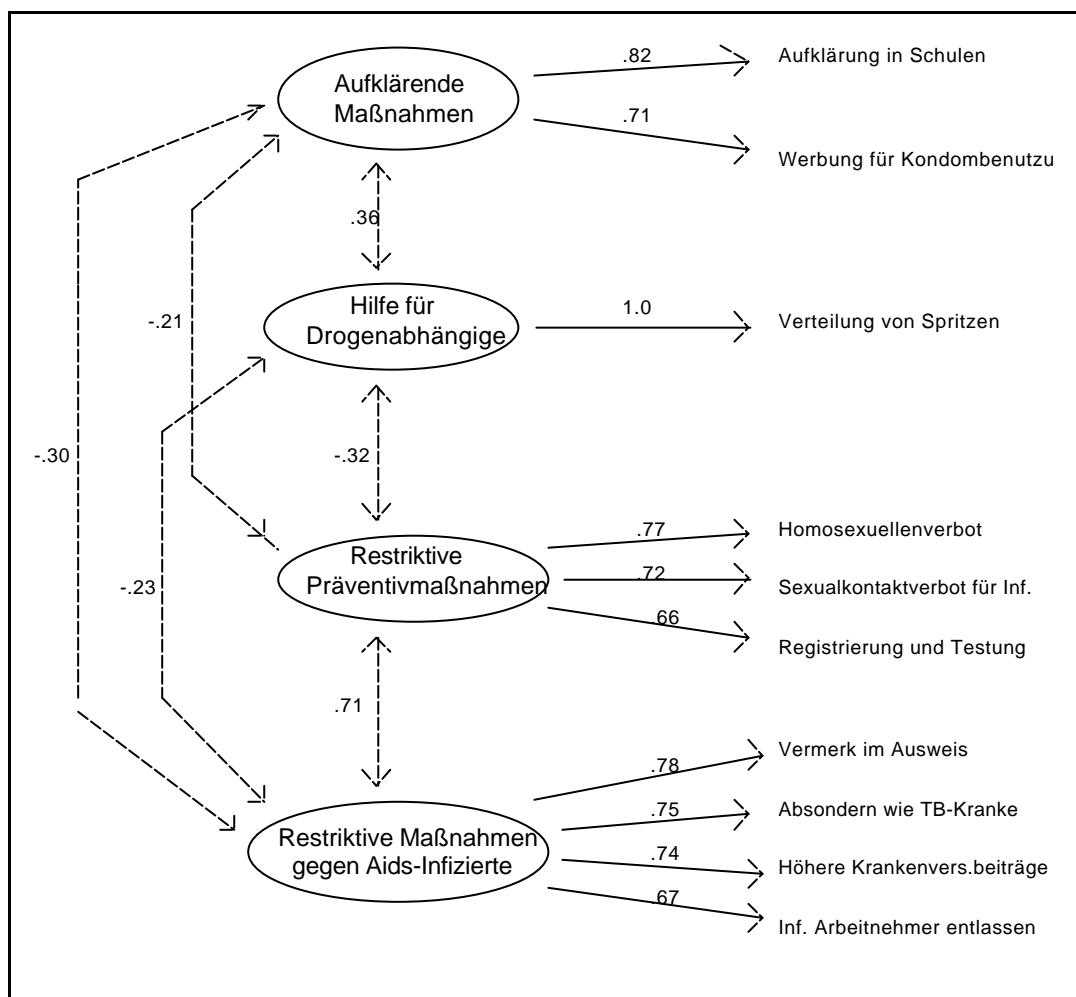 .82
Aufklärung in Schulen
Aufklärende
Maßnahmen
.71
Werbung für Kondombenutzu
.36
-.21
Hilfe für
Drogenabhängige
1.0
Verteilung von Spritzen
-.30
-.32
.77
Homosexuellenverbot
Restriktive
Präventivmaßnahmen
.72
Sexualkontaktverbot für Inf.
-.23
.66
Registrierung und Testung
.71
.78
Vermerk im Ausweis
.75
Absondern wie TB-Kranke
Restriktive Maßnahmen
gegen Aids-Infizierte
.74
Höhere Krankenvers.beiträge
.67
Inf. Arbeitnehmer entlassen